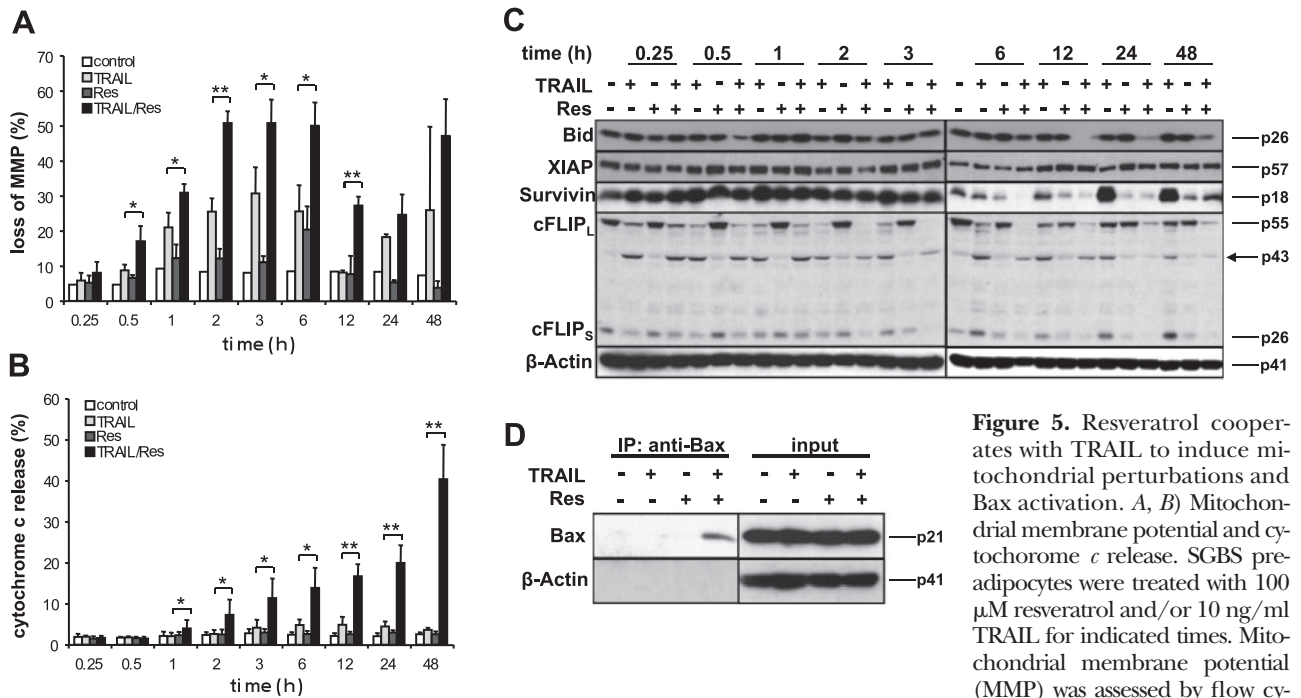 A
70
60
50
40
30
20
10
0
loss of MMP (%)
control
TRAIL
Res
TRAIL/Res
* * ** * * **
0.25 0.5 1 2 3 6 12 24 48
time (h)
B
60
50
40
30
20
10
0
cytochrome c release (%)
control
TRAIL
Res
TRAIL/Res
* * * * ** ** **
0.25 0.5 1 2 3 6 12 24 48
time (h)
C
time (h) 0.25 0.5 1 2 3 6 12 24 48
TRAIL - + - + + - + + - + + - + + - + - + - + + - + + - + + - +
Res - - + + - + + - + + - + + - + + - - + + - + + - + + - + +
Bid p26
XIAP p57
Survivin p18
cFLIPL p55
p43
cFLIPS p26
β-Actin p41
D
IP: anti-Bax input
TRAIL - + - + - + - +
Res - - + + - - + +
Bax p21
β-Actin p41
Figure 5. Resveratrol cooper-
ates with TRAIL to induce mi-
tochondrial perturbations and
Bax activation. A, B) Mitochon-
drial membrane potential and cy-
tochorome c release. SGBS pre-
adipocytes were treated with 100
μM resveratrol and/or 10 ng/ml
TRAIL for indicated times. Mito-
chondrial membrane potential
(MMP) was assessed by flow cy-